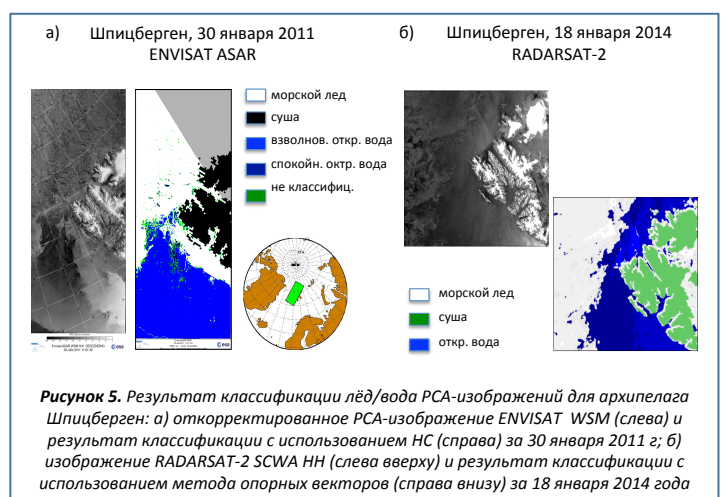 а) Шпицберген, 30 января 2011
ENVISAT ASAR
б) Шпицберген, 18 января 2014
RADARSAT-2
морской лед
суша
взволнов. откр. вода
спокойн. октр. вода
не классифиц.
esa
esa
морской лед
суша
откр. вода
Рисунок 5. Результат классификации лёд/вода РСА-изображений для архипелага
Шпицберген: а) откорректированное РСА-изображение ENVISAT WSM (слева) и
результат классификации с использованием НС (справа) за 30 января 2011 г; б)
изображение RADARSAT-2 SCWA HH (слева вверху) и результат классификации с
использованием метода опорных векторов (справа внизу) за 18 января 2014 года